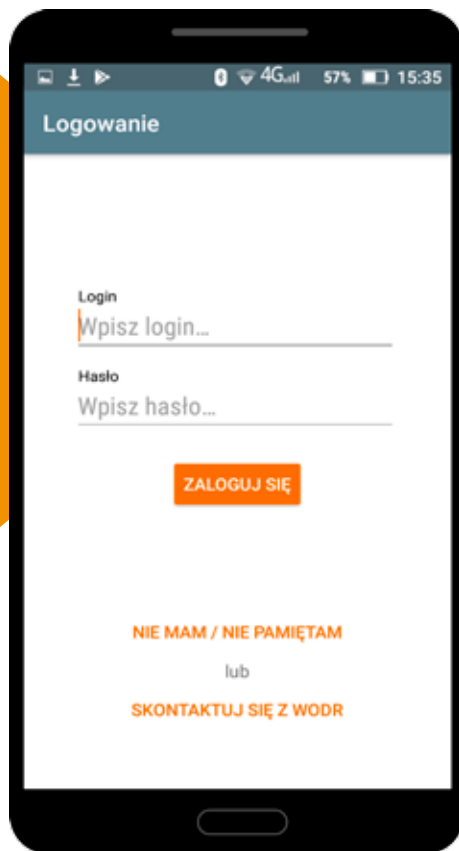 4G 57% 15:35
Logowanie
Login
Wpisz login...
Hasło
Wpisz hasło...
ZALOGUJ SIĘ
NIE MAM / NIE PAMIĘTAM
lub
SKONTAKTUJ SIĘ Z WODR